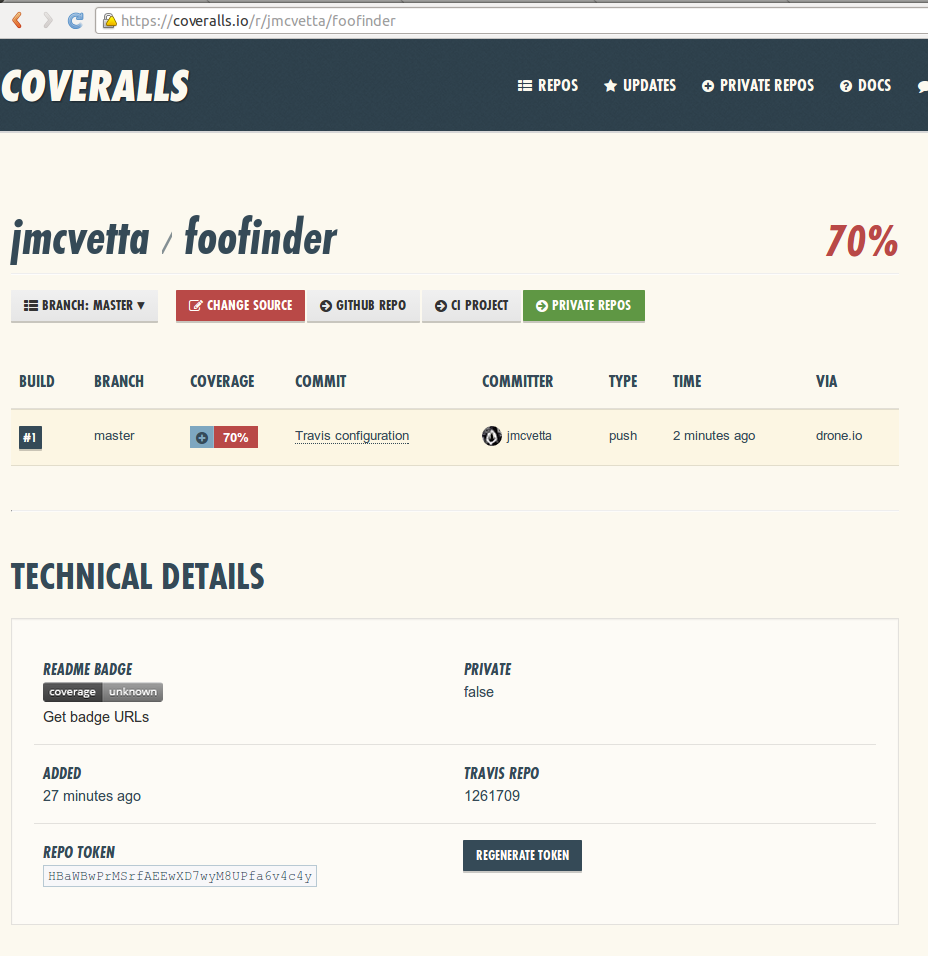 https://coveralls.io/r/jmcvetta/foofinder
COVERALLS
REPOS UPDATES PRIVATE REPOS DOCS
jmcvetta / foofinder 70%
BRANCH: MASTER ▼ CHANGE SOURCE GITHUB REPO CI PROJECT PRIVATE REPOS
BUILD BRANCH COVERAGE COMMIT COMMITTER TYPE TIME VIA
#1 master 70% Travis configuration jmcvetta push 2 minutes ago drone.io
TECHNICAL DETAILS
README BADGE PRIVATE
coverage unknown false
Get badge URLs
ADDED TRAVIS REPO
27 minutes ago 1261709
REPO TOKEN REGENERATE TOKEN
HBaWBwPrMSrfAEEwXD7wyM8UPfa6v4c4y